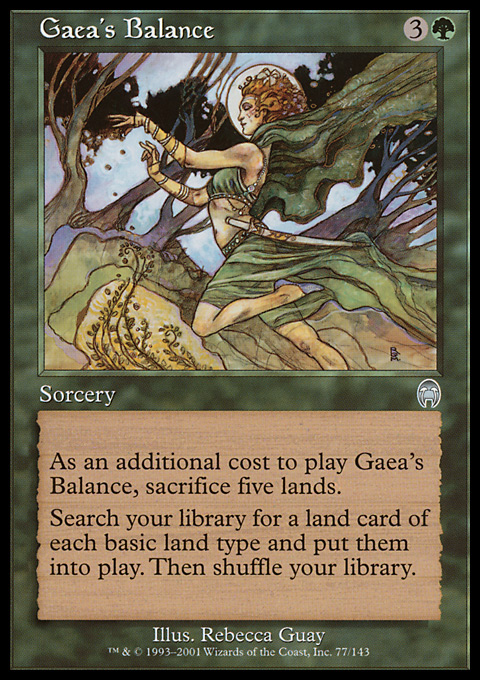 Gaea's Balance 3
Sorcery
As an additional cost to play Gaea's
Balance, sacrifice five lands.
Search your library for a land card of
each basic land type and put them
into play. Then shuffle your library.
Illus. Rebecca Guay
™ & © 1993–2001 Wizards of the Coast, Inc. 77/143